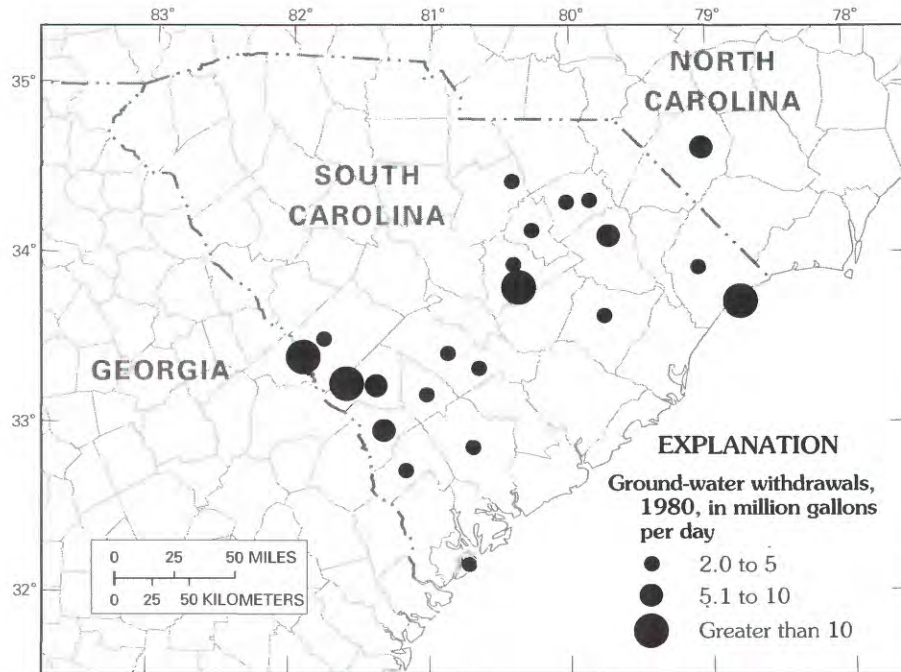 83° 82° 81° 80° 79° 78°
35°
NORTH
CAROLINA
SOUTH
CAROLINA
34°
GEORGIA
33°
EXPLANATION
Ground-water withdrawals,
1980, in million gallons
per day
2.0 to 5
5.1 to 10
Greater than 10
0 25 50 MILES
0 25 50 KILOMETERS
32°